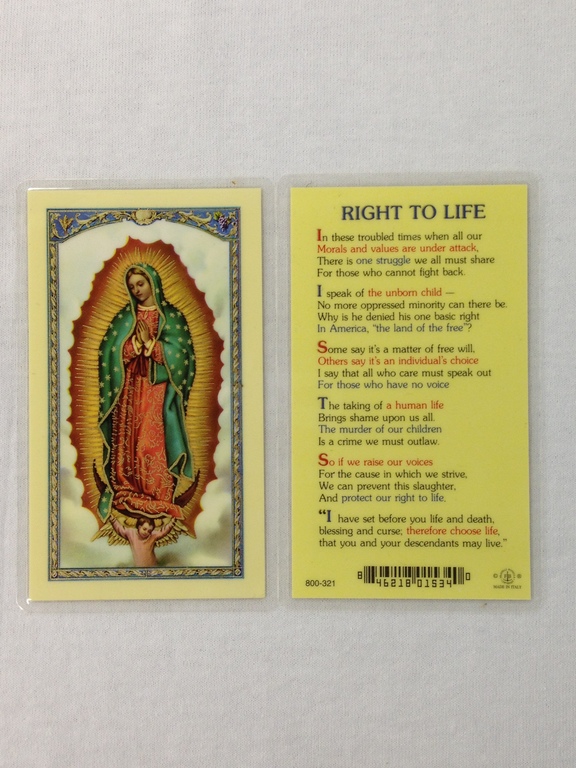 RIGHT TO LIFE
In these troubled times when all our
Morals and values are under attack,
There is one struggle we all must share
For those who cannot fight back.
I speak of the unborn child —
No more oppressed minority can there be.
Why is he denied his one basic right
In America, “the land of the free”?
Some say it’s a matter of free will,
Others say it’s an individual’s choice
I say that all who care must speak out
For those who have no voice
The taking of a human life
Brings shame upon us all.
The murder of our children
Is a crime we must outlaw.
So if we raise our voices
For the cause in which we strive,
We can prevent this slaughter,
And protect our right to life.
“I have set before you life and death,
blessing and curse; therefore choose life,
that you and your descendants may live.”
800-321
8 46218 01534 0
MADE IN ITALY